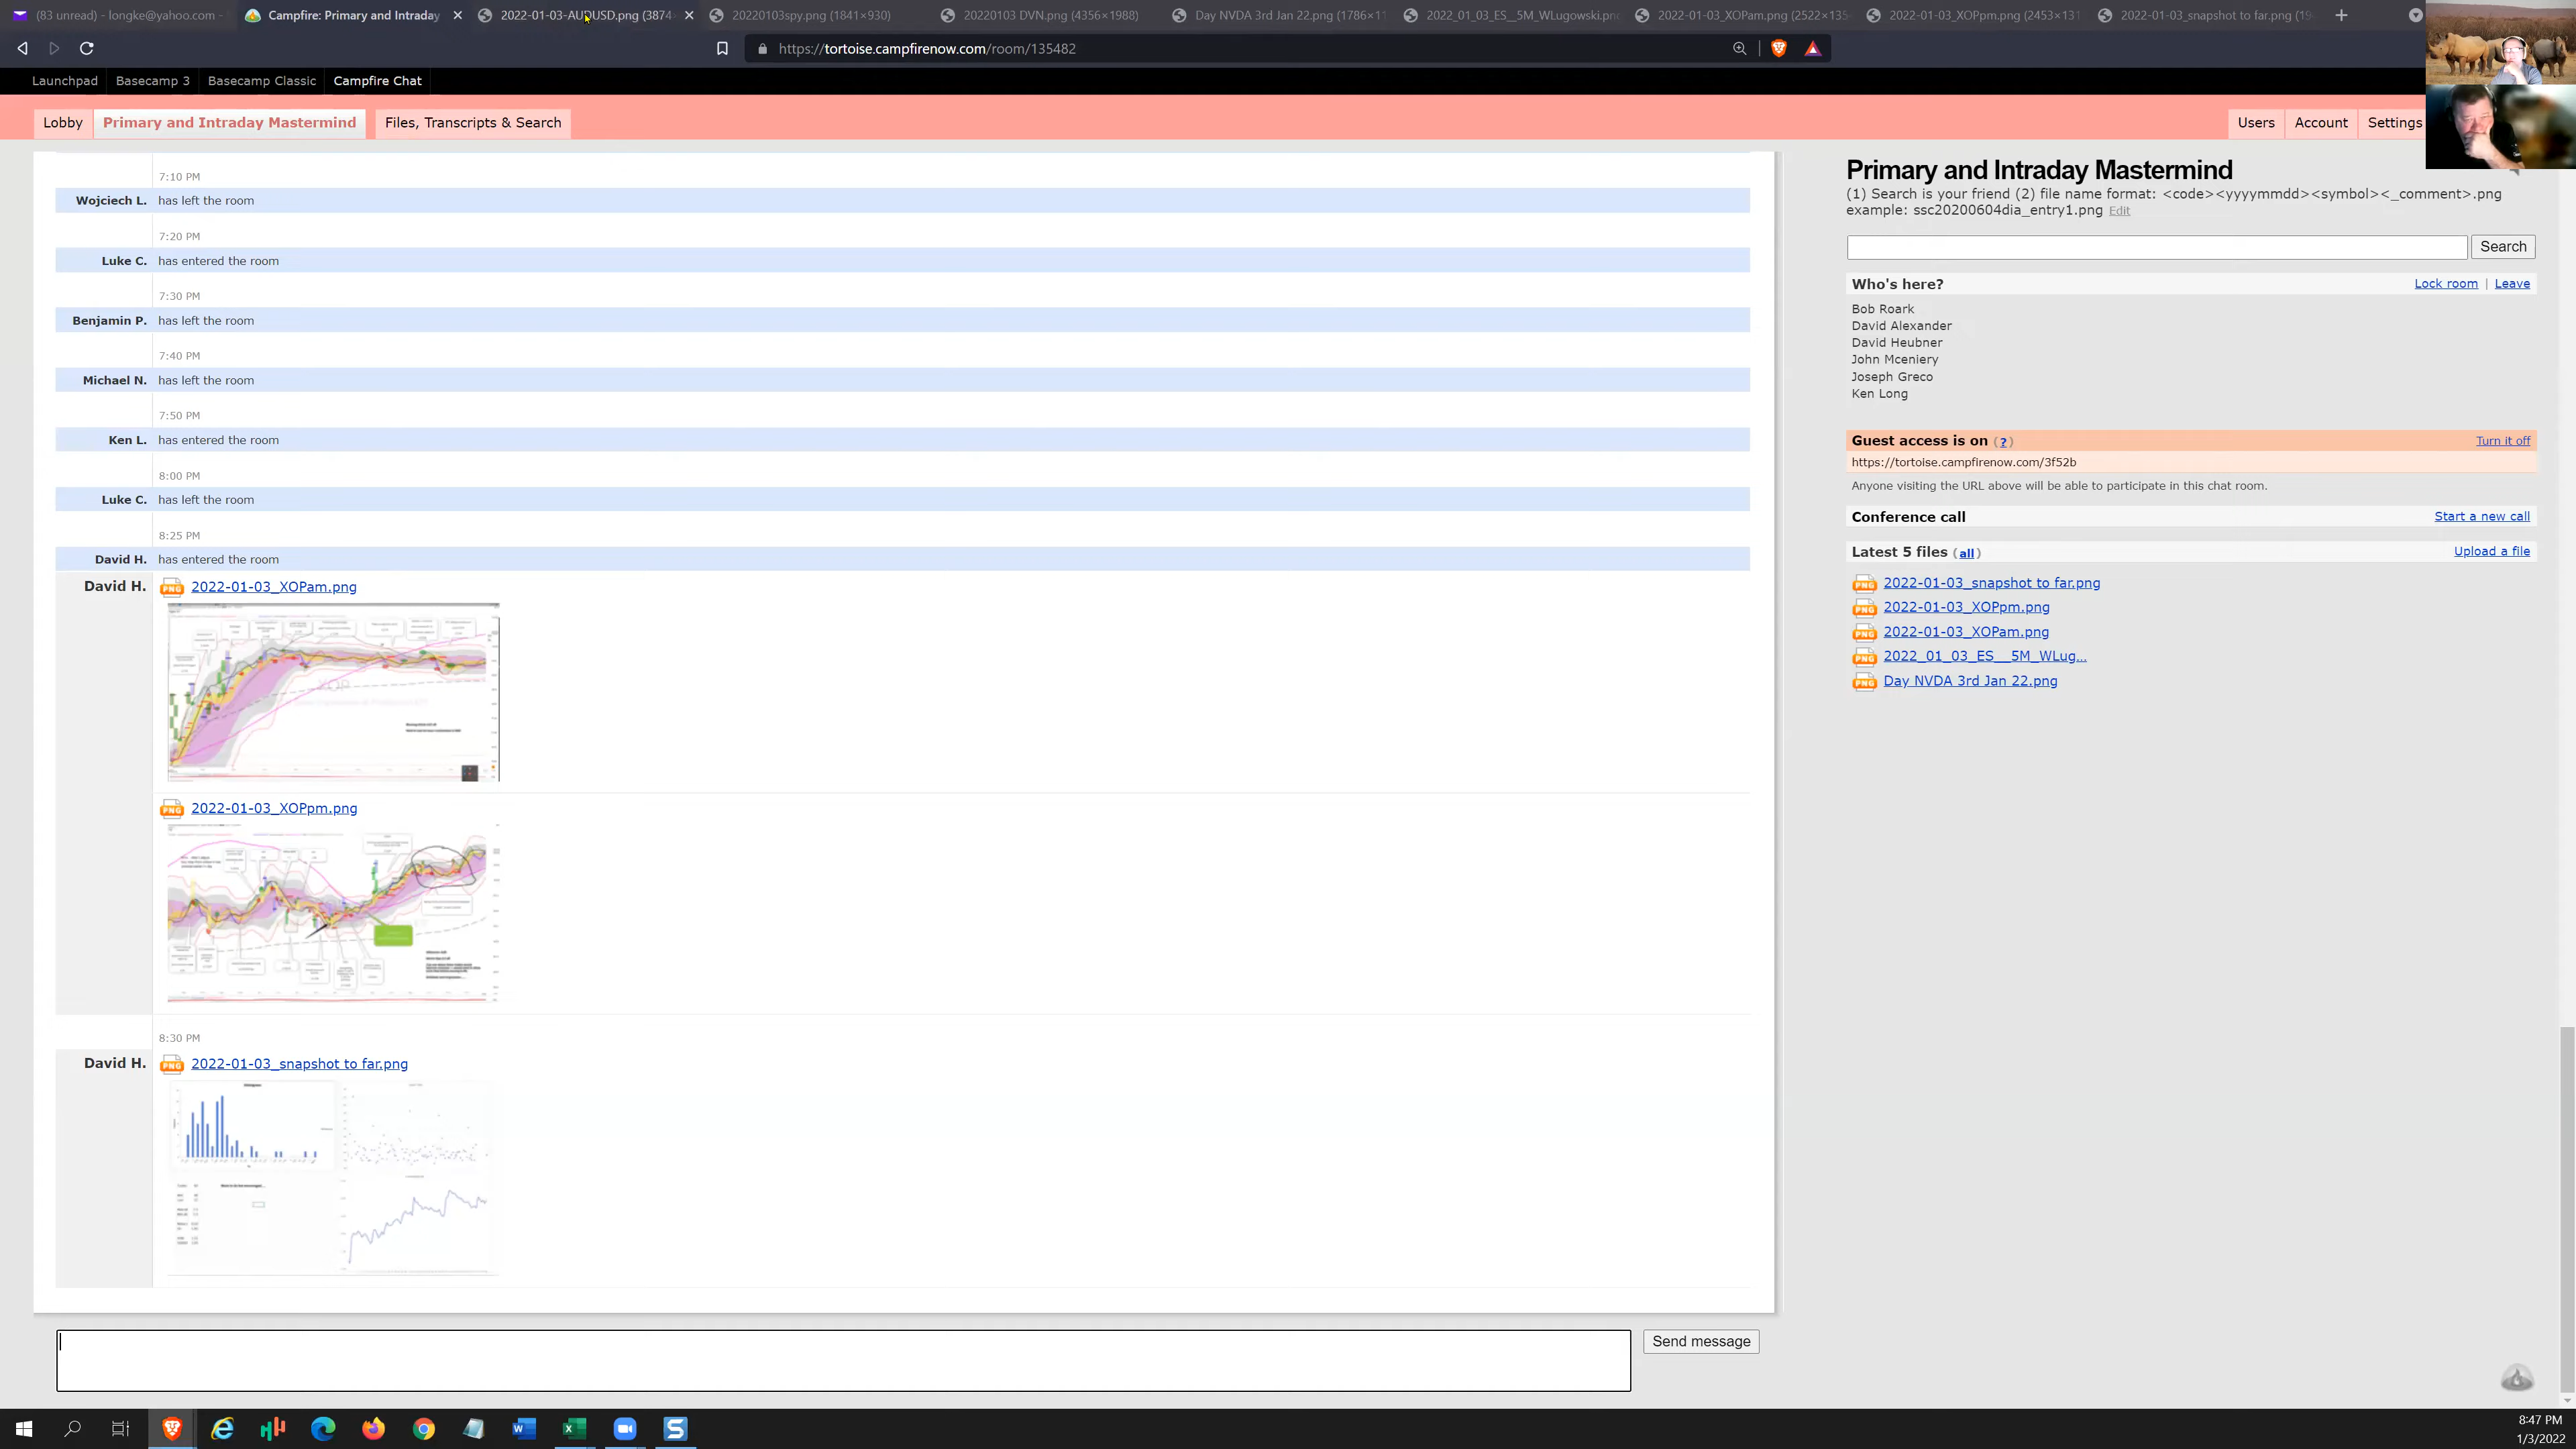 (83 unread) - longke@yahoo.com -
Campfire: Primary and Intraday
2022-01-03-AUDUSD.png (3874
20220103spy.png (1841×930)
20220103 DVN.png (4356×1988)
Day NVDA 3rd Jan 22.png (1786×11
2022_01_03_ES__5M_WLugowski.pn
2022-01-03_XOPam.png (2522×135
2022-01-03_XOPpm.png (2453×131
2022-01-03_snapshot to far.png (19
https://tortoise.campfirenow.com/room/135482
Launchpad
Basecamp 3
Basecamp Classic
Campfire Chat
Lobby
Primary and Intraday Mastermind
Files, Transcripts & Search
Users
Account
Settings
7:10 PM
Wojciech L. has left the room
7:20 PM
Luke C. has entered the room
7:30 PM
Benjamin P. has left the room
7:40 PM
Michael N. has left the room
7:50 PM
Ken L. has entered the room
8:00 PM
Luke C. has left the room
8:25 PM
David H. has entered the room
David H. PNG 2022-01-03_XOPam.png
XOP
PNG 2022-01-03_XOPpm.png
8:30 PM
David H. PNG 2022-01-03_snapshot to far.png
Send message
Primary and Intraday Mastermind
(1) Search is your friend (2) file name format: <code><yyyymmdd><symbol><_comment>.png
example: ssc20200604dia_entry1.png Edit
Search
Who's here?
Lock room | Leave
Bob Roark
David Alexander
David Heubner
John Mceniery
Joseph Greco
Ken Long
Guest access is on (?)
Turn it off
https://tortoise.campfirenow.com/3f52b
Anyone visiting the URL above will be able to participate in this chat room.
Conference call
Start a new call
Latest 5 files (all)
Upload a file
PNG 2022-01-03_snapshot to far.png
PNG 2022-01-03_XOPpm.png
PNG 2022-01-03_XOPam.png
PNG 2022_01_03_ES__5M_WLug...
PNG Day NVDA 3rd Jan 22.png
8:47 PM
1/3/2022